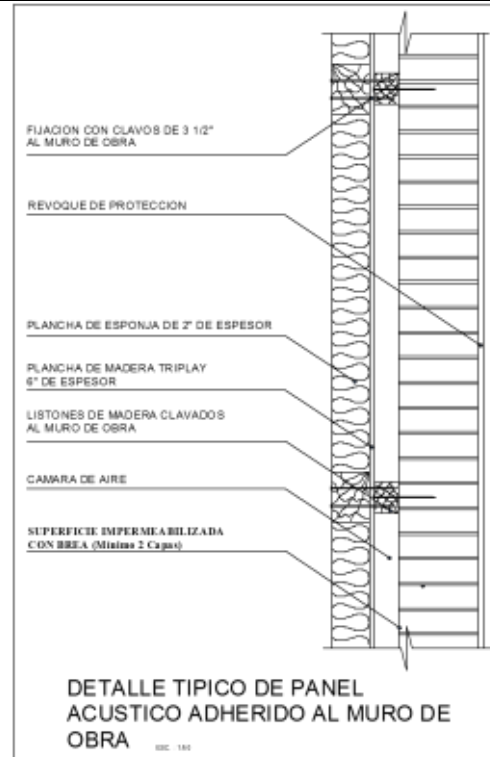 FIJACION CON CLAVOS DE 3 1/2"
AL MURO DE OBRA
REVOQUE DE PROTECCION
PLANCHA DE ESPONJA DE 2" DE ESPESOR
PLANCHA DE MADERA TRIPLAY
6" DE ESPESOR
LISTONES DE MADERA CLAVADOS
AL MURO DE OBRA
CAMARA DE AIRE
SUPERFICIE IMPERMEABILIZADA
CON BREA (Minimo 2 Capas)
DETALLE TIPICO DE PANEL
ACUSTICO ADHERIDO AL MURO DE
OBRA